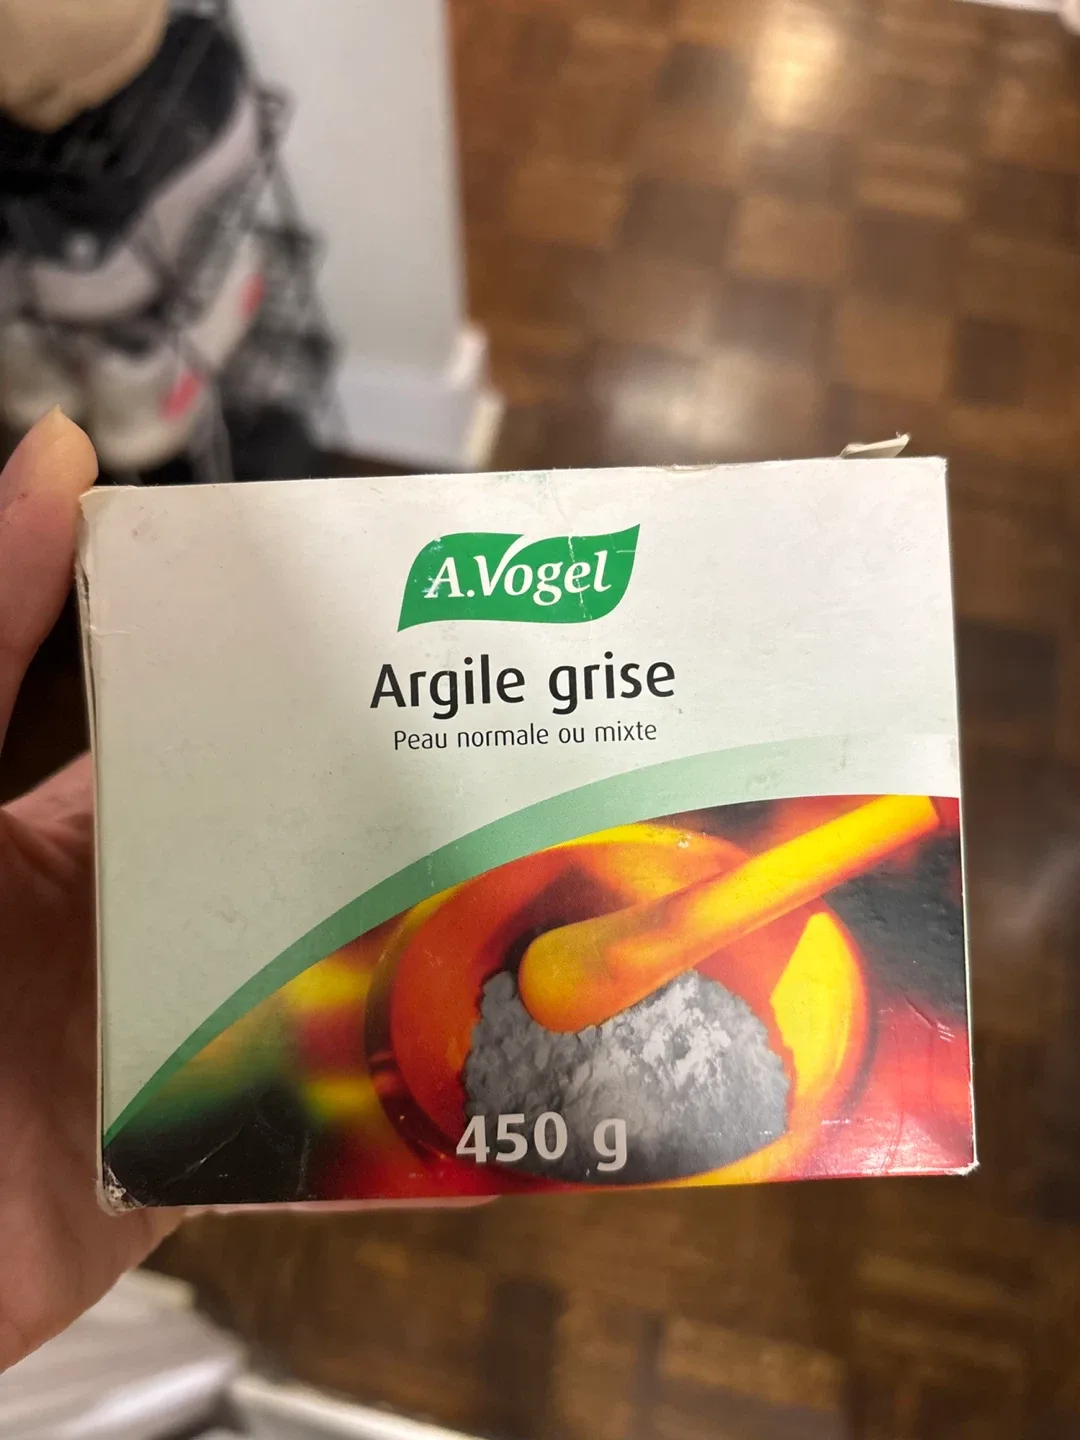 A.Vogel
Argile grise
Peau normale ou mixte
450 g